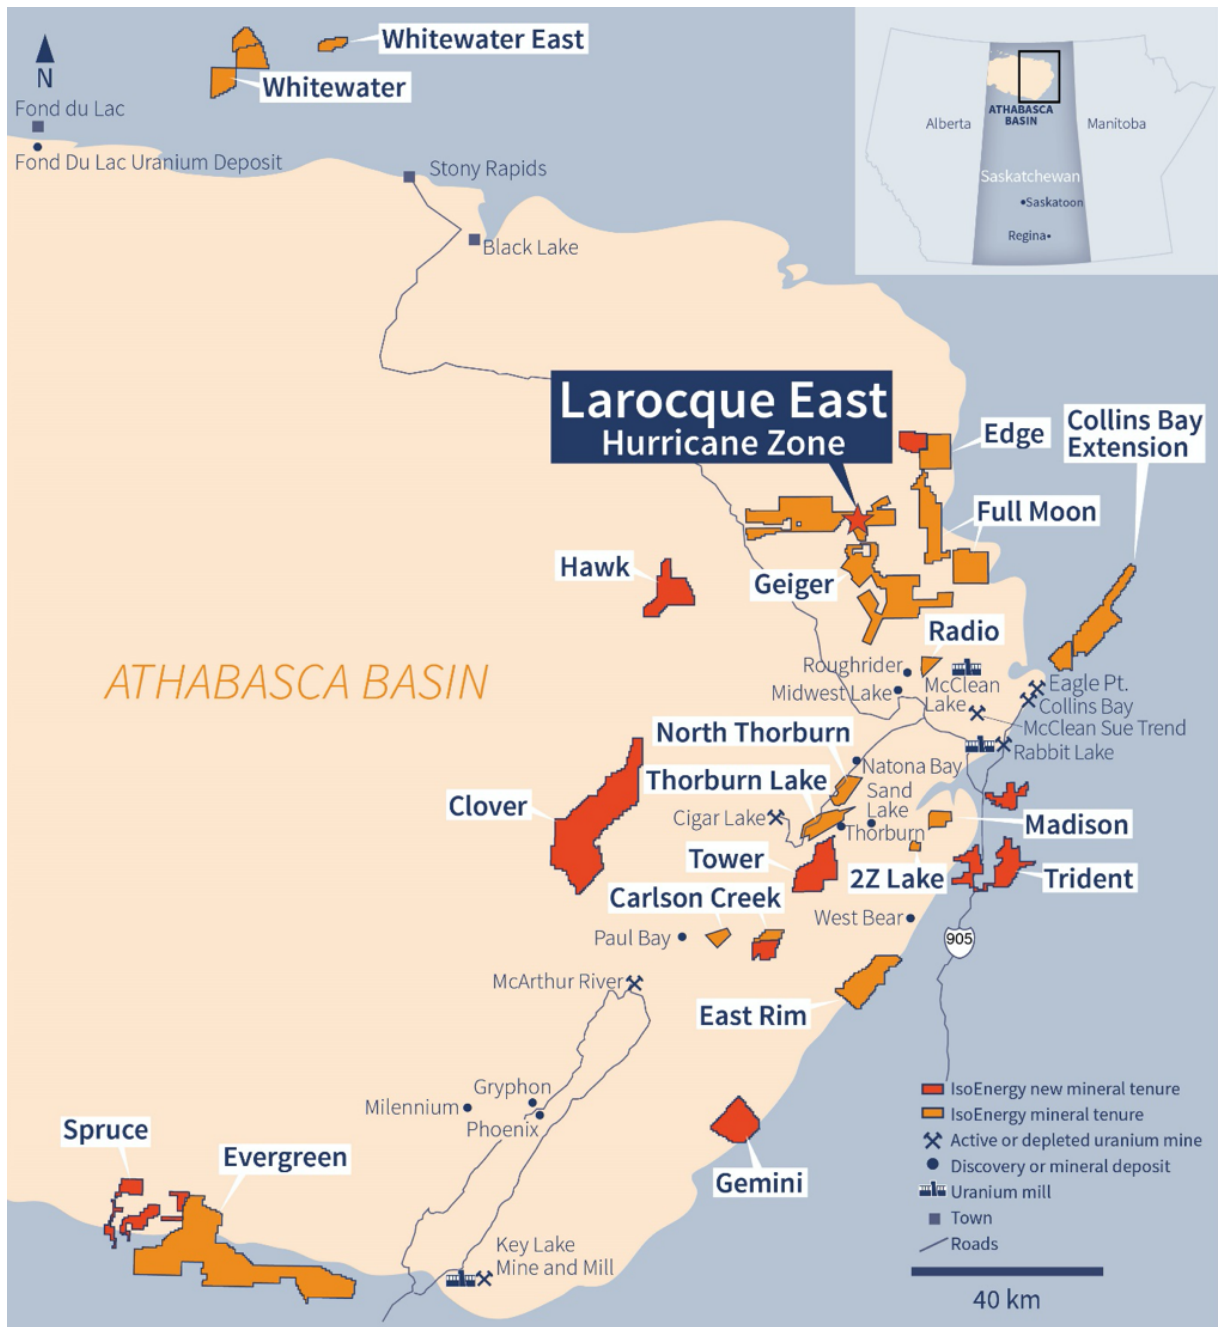 Whitewater East
N
Whitewater
Fond du Lac
Fond Du Lac Uranium Deposit
Stony Rapids
Black Lake
Alberta
ATHABASCA
BASIN
Manitoba
Saskatchewan
Saskatoon
Regina
Larocque East
Hurricane Zone
Edge
Collins Bay
Extension
Full Moon
Hawk
Geiger
Radio
ATHABASCA BASIN
Roughrider
Midwest Lake
McClean
Lake
Eagle Pt.
Collins Bay
McClean Sue Trend
Rabbit Lake
North Thorburn
Natona Bay
Thorburn Lake
Sand
Lake
Clover
Cigar Lake
Thorburn
Madison
Tower
2Z Lake
Trident
Carlson Creek
West Bear
Paul Bay
905
McArthur River
East Rim
Gryphon
Milennium
Phoenix
Spruce
Evergreen
Gemini
Key Lake
Mine and Mill
IsoEnergy new mineral tenure
IsoEnergy mineral tenure
Active or depleted uranium mine
Discovery or mineral deposit
Uranium mill
Town
Roads
40 km